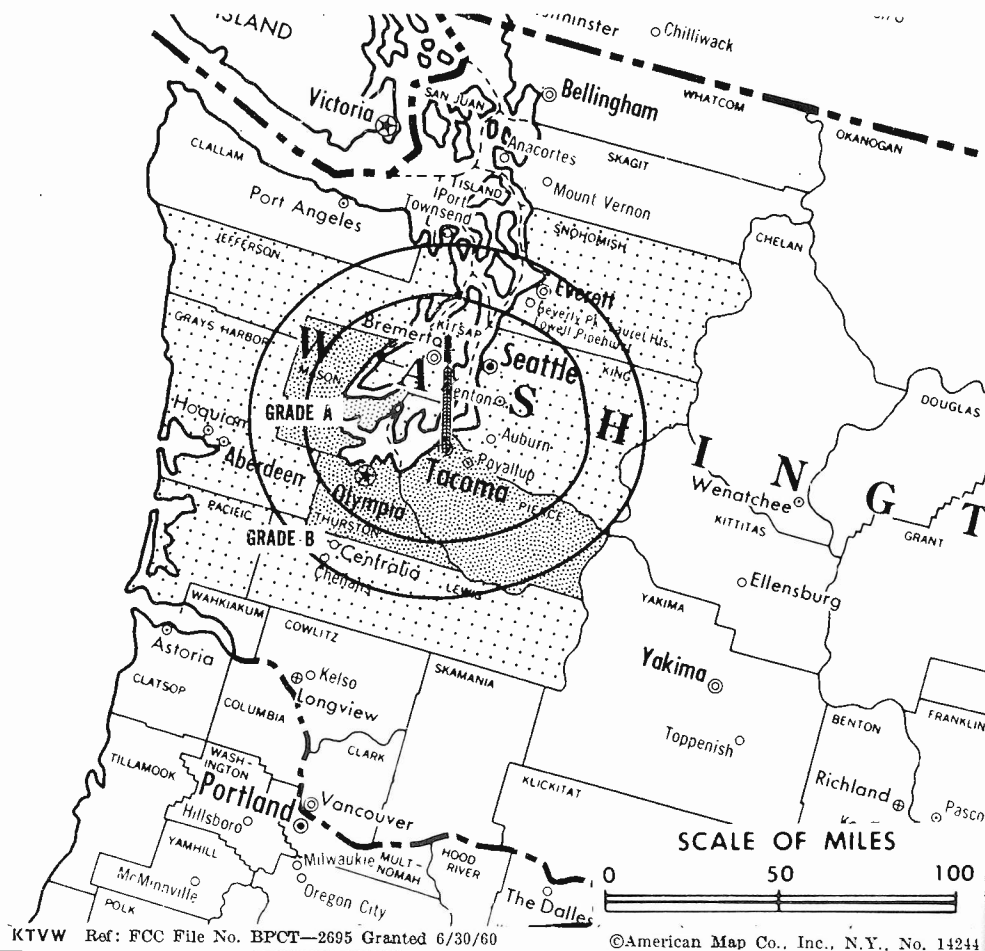 ISLAND
Chilliwack
Bellingham
WHATCOM
OKANOGAN
Victoria
SAN JUAN
Anacortes
SKAGIT
CLALLAM
Mount Vernon
ISLAND
Port Angeles
Port
Townsend
SNOHOMISH
CHELAN
JEFFERSON
Everett
GRAYS HARBOR
Bremerton
KITSAP
Seattle
KING
MASON
WASHINGT
DOUGLAS
Hoquiam
GRADE A
Auburn
Aberdeen
Puyallup
Tacoma
Olympia
PIERCE
Wenatchee
KITTITAS
GRANT
PACIFIC
THURSTON
GRADE B
Centralia
Chehalis
LEWIS
Ellensburg
WAHKIAKUM
YAKIMA
COWLITZ
Astoria
SKAMANIA
Yakima
Kelso
Longview
CLATSOP
COLUMBIA
BENTON
FRANKLIN
Toppenish
CLARK
WASH-
INGTON
TILLAMOOK
KLICKITAT
Richland
Portland
Vancouver
Pasco
Hillsboro
YAMHILL
Milwaukie
MULT-
NOMAH
HOOD
RIVER
SCALE OF MILES
McMinnville
Oregon City
The Dalles
0 50 100
POLK
KTVW Ref: FCC File No. BPCT—2695 Granted 6/30/60
©American Map Co., Inc., N.Y., No. 14244